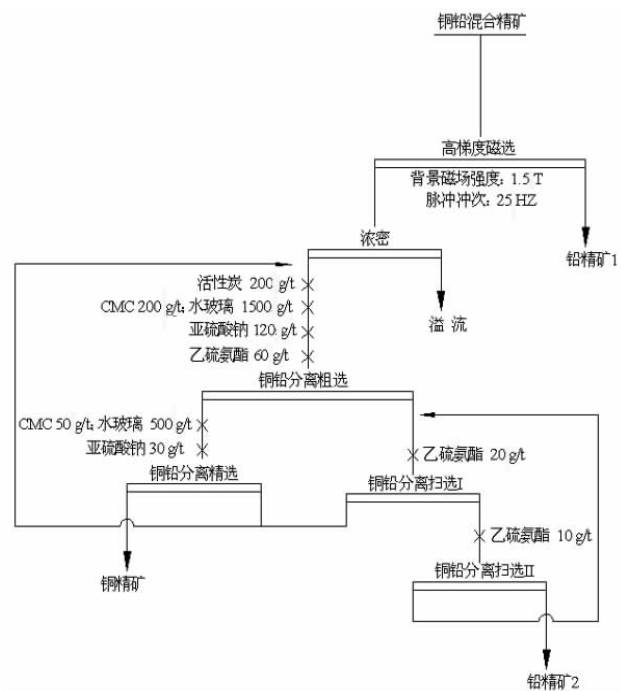 铜铅混合精矿
高梯度磁选
背景磁场强度：1.5 T
脉冲冲次：25 HZ
铅精矿1
浓密
活性炭 200 g/t
CMC 200 g/t；水玻璃 1500 g/t
亚硫酸钠 120 g/t
乙硫氨酯 60 g/t
溢 流
铜铅分离粗选
CMC 50 g/t；水玻璃 500 g/t
亚硫酸钠 30 g/t
乙硫氨酯 20 g/t
铜铅分离精选
铜铅分离扫选I
乙硫氨酯 10 g/t
铜精矿
铜铅分离扫选II
铅精矿2